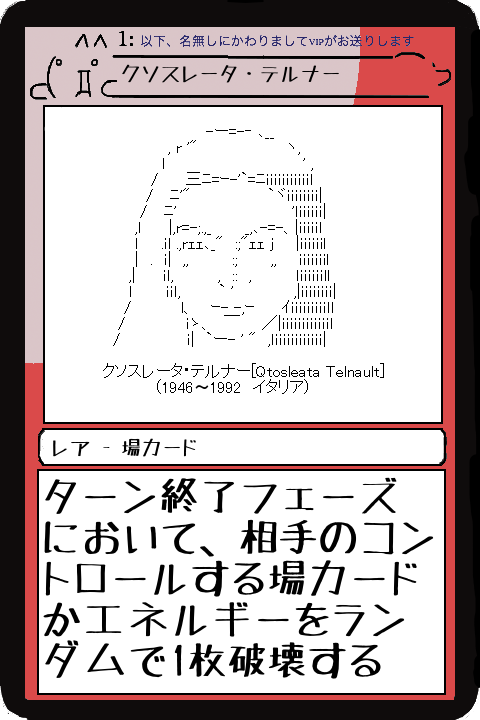 1: 以下、名無しにかわりましてVIPがお送りします
クソスレータ・テルナー
クソスレータ・テルナー[Qtosleata Telnault]
(1946～1992 イタリア)
レア - 場カード
ターン終了フェーズ
において、相手のコン
トロールする場カード
かエネルギーをラン
ダムで1枚破壊する